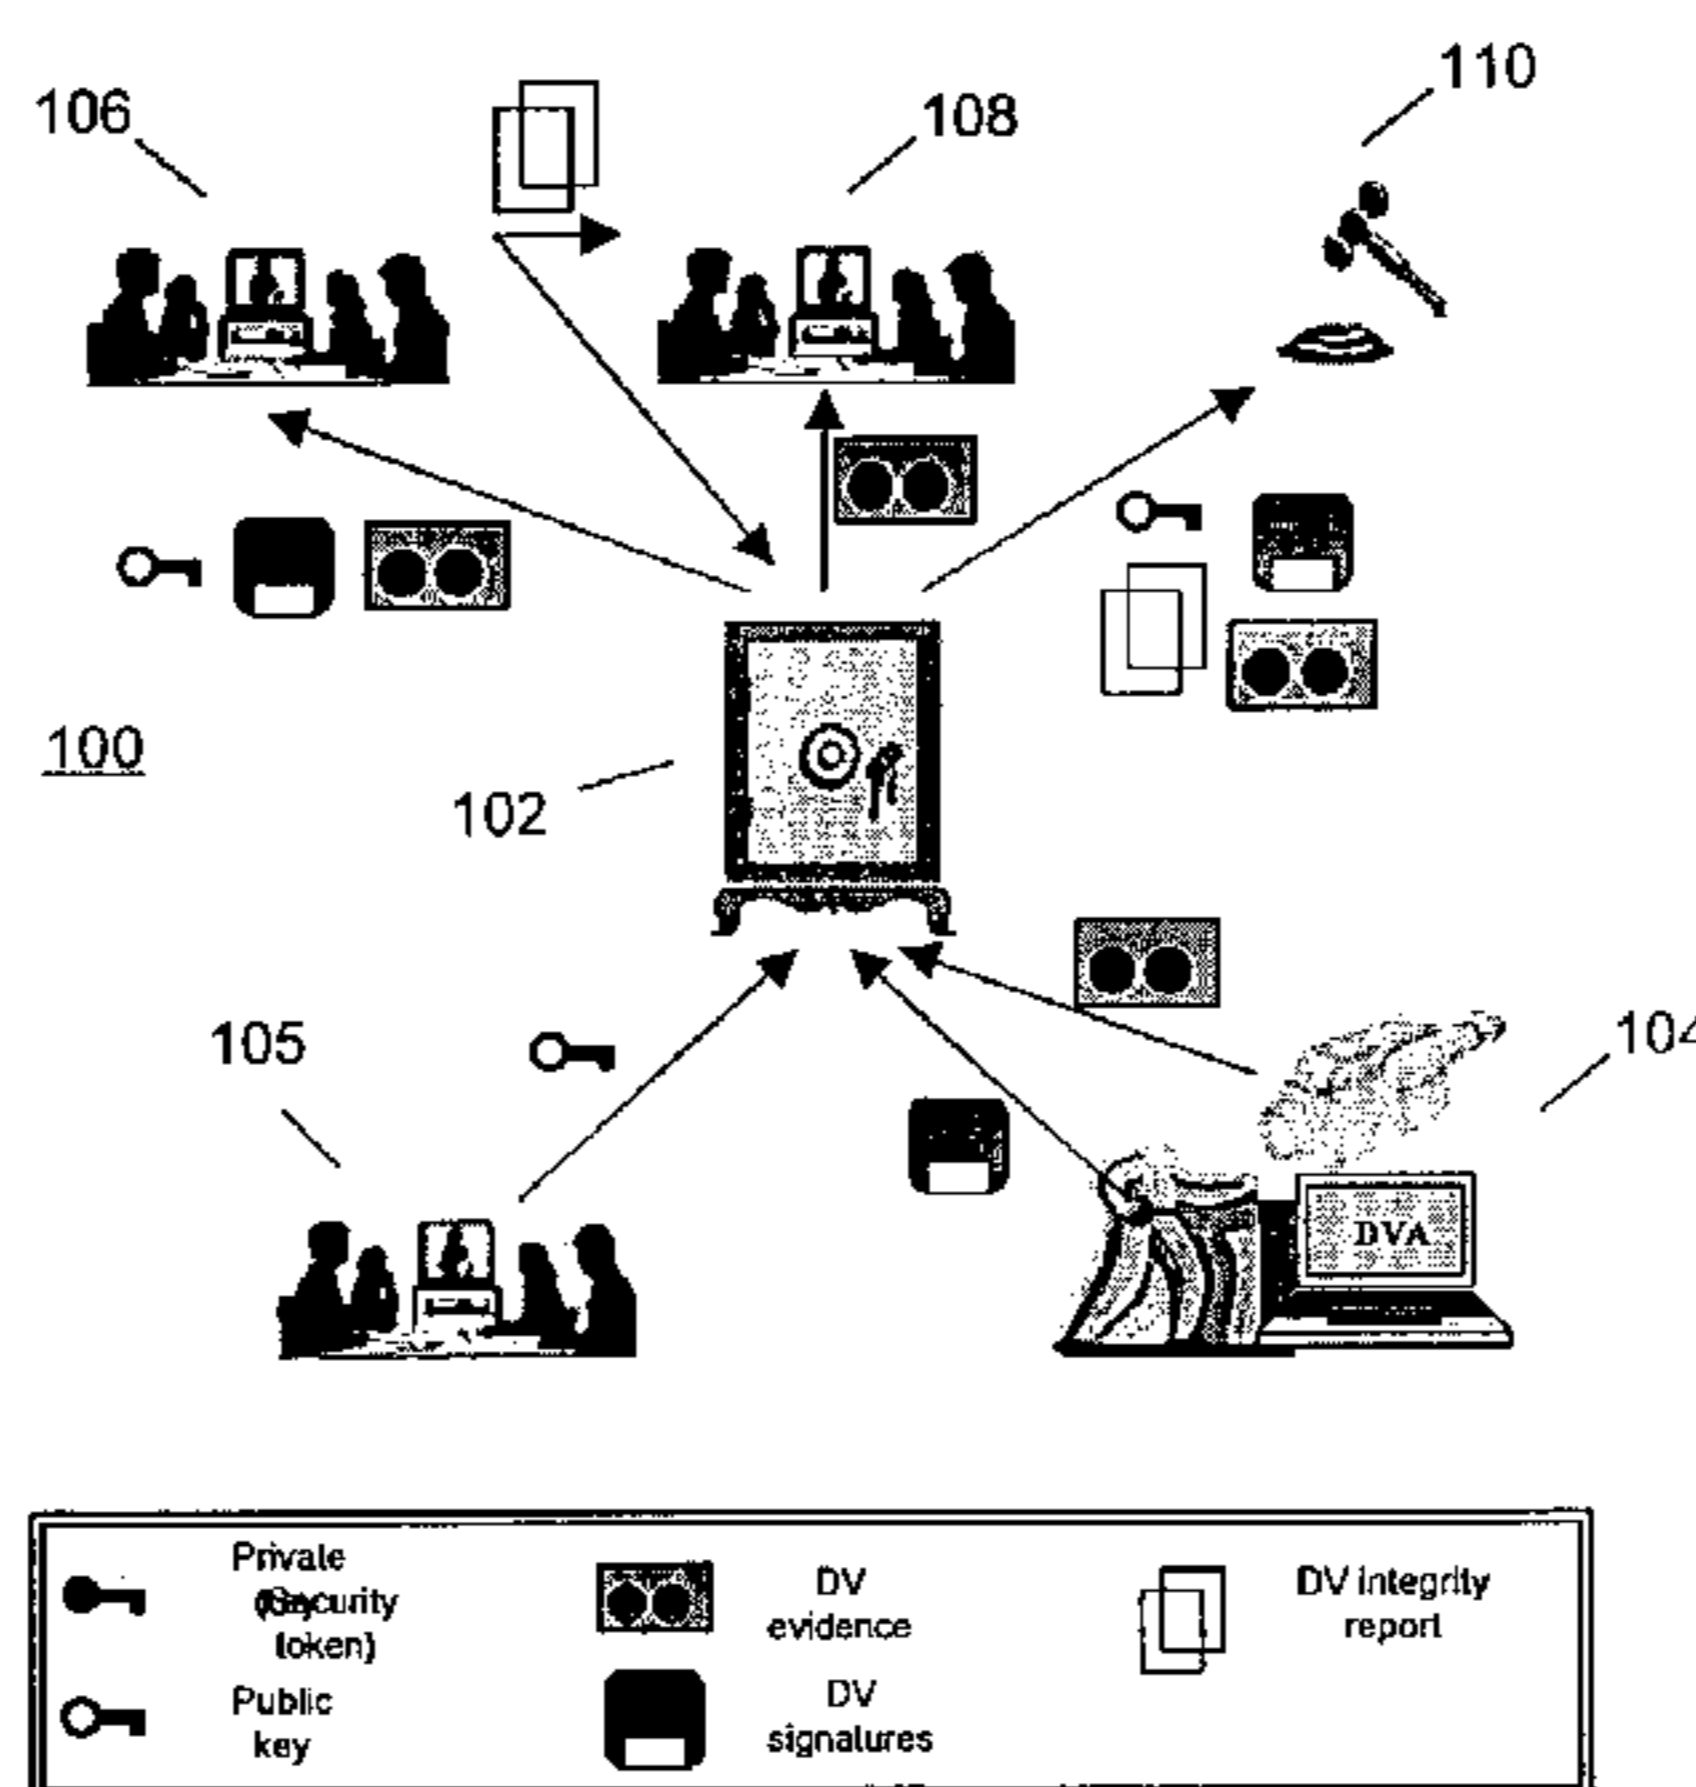 110
106
108
100
102
105
104
DVA
Private
(Security
token)
Public
key
DV
evidence
DV
signatures
DV integrity
report